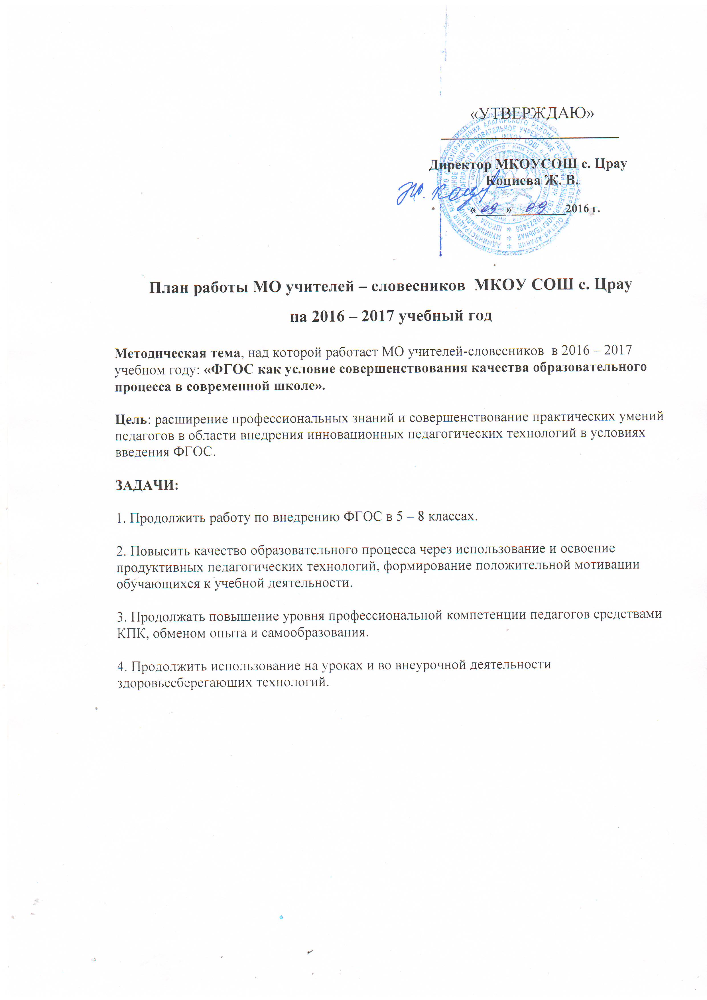 «УТВЕРЖДАЮ»
Директор МКОУСОШ с. Црау
Коциева Ж. В.
« 09 » 09 2016 г.
План работы МО учителей – словесников МКОУ СОШ с. Црау
на 2016 – 2017 учебный год
Методическая тема, над которой работает МО учителей-словесников в 2016 – 2017
учебном году: «ФГОС как условие совершенствования качества образовательного
процесса в современной школе».
Цель: расширение профессиональных знаний и совершенствование практических умений
педагогов в области внедрения инновационных педагогических технологий в условиях
введения ФГОС.
ЗАДАЧИ:
1. Продолжить работу по внедрению ФГОС в 5 – 8 классах.
2. Повысить качество образовательного процесса через использование и освоение
продуктивных педагогических технологий, формирование положительной мотивации
обучающихся к учебной деятельности.
3. Продолжать повышение уровня профессиональной компетенции педагогов средствами
КПК, обменом опыта и самообразования.
4. Продолжить использование на уроках и во внеурочной деятельности
здоровьесберегающих технологий.